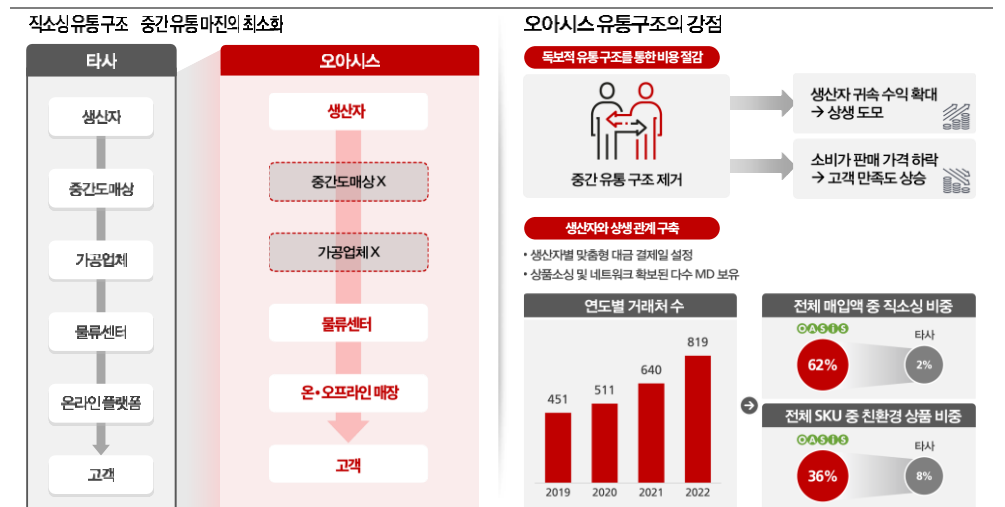 직소싱 유통 구조 중간 유통 마진의 최소화
타사
생산자
중간도매상
가공업체
물류센터
온라인 플랫폼
고객
오아시스
생산자
중간도매상 X
가공업체 X
물류센터
온·오프라인 매장
고객
오아시스 유통구조의 강점
독보적 유통 구조를 통한 비용 절감
중간 유통 구조 제거
생산자 귀속 수익 확대
→ 상생 도모
소비가 판매 가격 하락
→ 고객 만족도 상승
생산자와 상생 관계 구축
• 생산자별 맞춤형 대금 결제일 설정
• 상품소싱 및 네트워크 확보된 다수 MD 보유
연도별 거래처 수
451
511
640
819
2019
2020
2021
2022
전체 매입액 중 직소싱 비중
OASIS
타사
62%
2%
전체 SKU 중 친환경 상품 비중
OASIS
타사
36%
8%